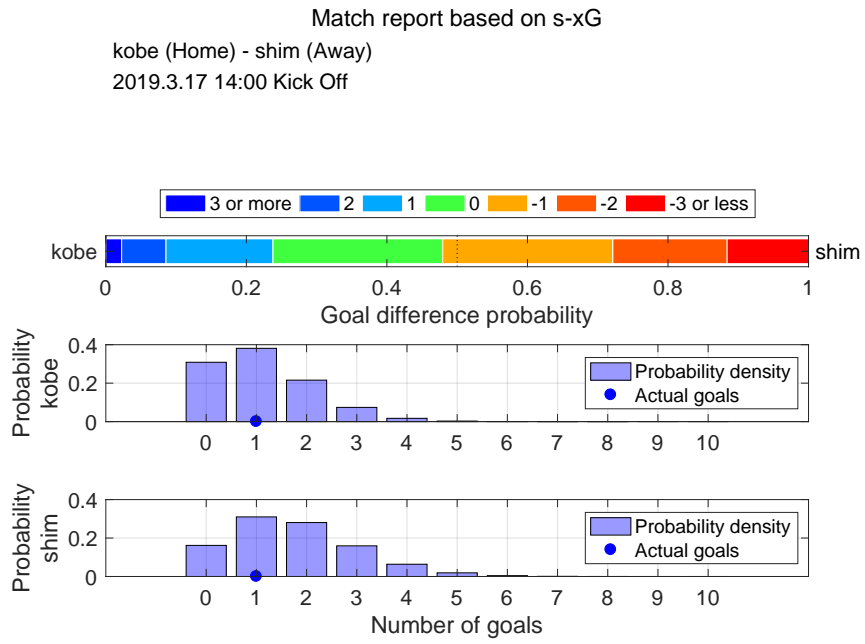 Match report based on s-xG
kobe (Home) - shim (Away)
2019.3.17 14:00 Kick Off
3 or more 2 1 0 -1 -2 -3 or less
kobe shim
0 0.2 0.4 0.6 0.8 1
Goal difference probability
Probability
kobe
0.4
0.2
0
Probability density
Actual goals
0 1 2 3 4 5 6 7 8 9 10
Probability
shim
0.4
0.2
0
Probability density
Actual goals
0 1 2 3 4 5 6 7 8 9 10
Number of goals